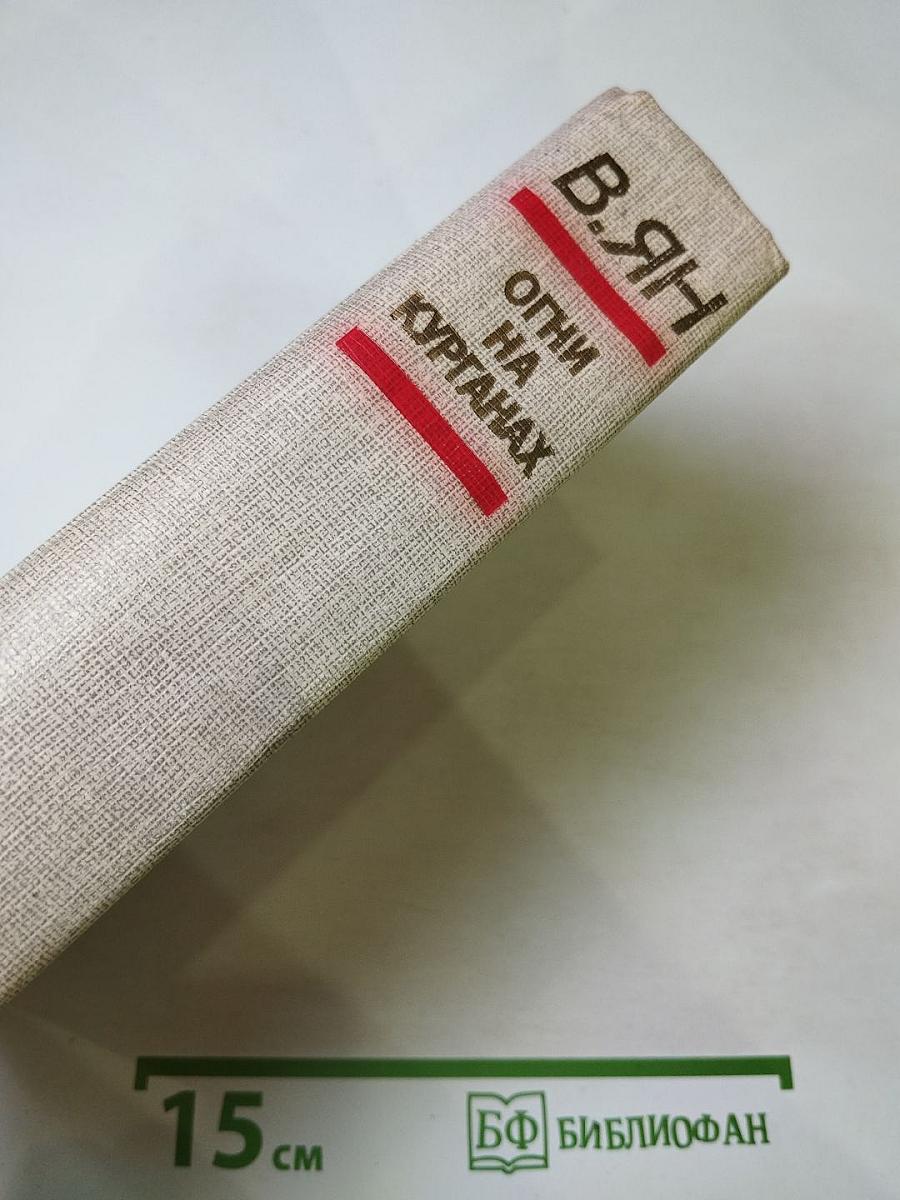 В. ЯН
ОГНИ
НА
КУРГАНАХ
15 см
БФ БИБЛИОФАН